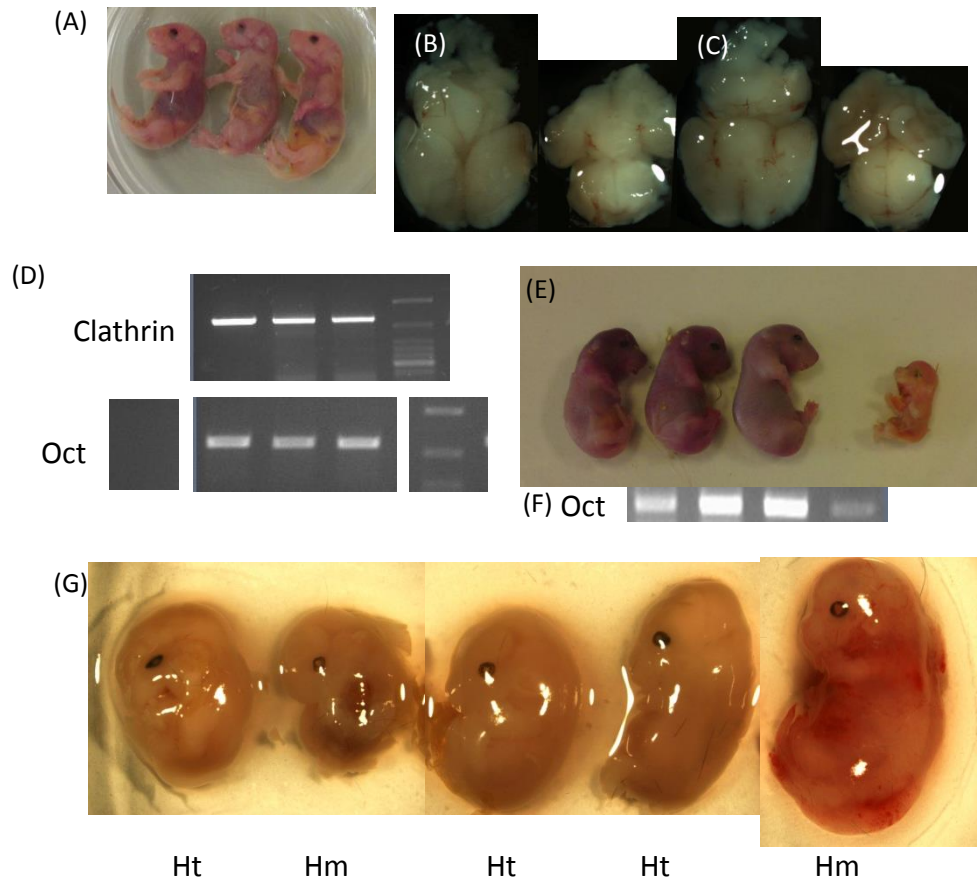 (A)
(B)
(C)
(D)
Clathrin
Oct
(E)
(F) Oct
(G)
Ht Hm Ht Ht Hm